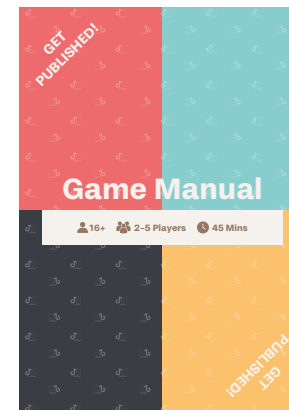 GET
PUBLISHED!
Game Manual
16+ 2-5 Players 45 Mins
GET
PUBLISHED!